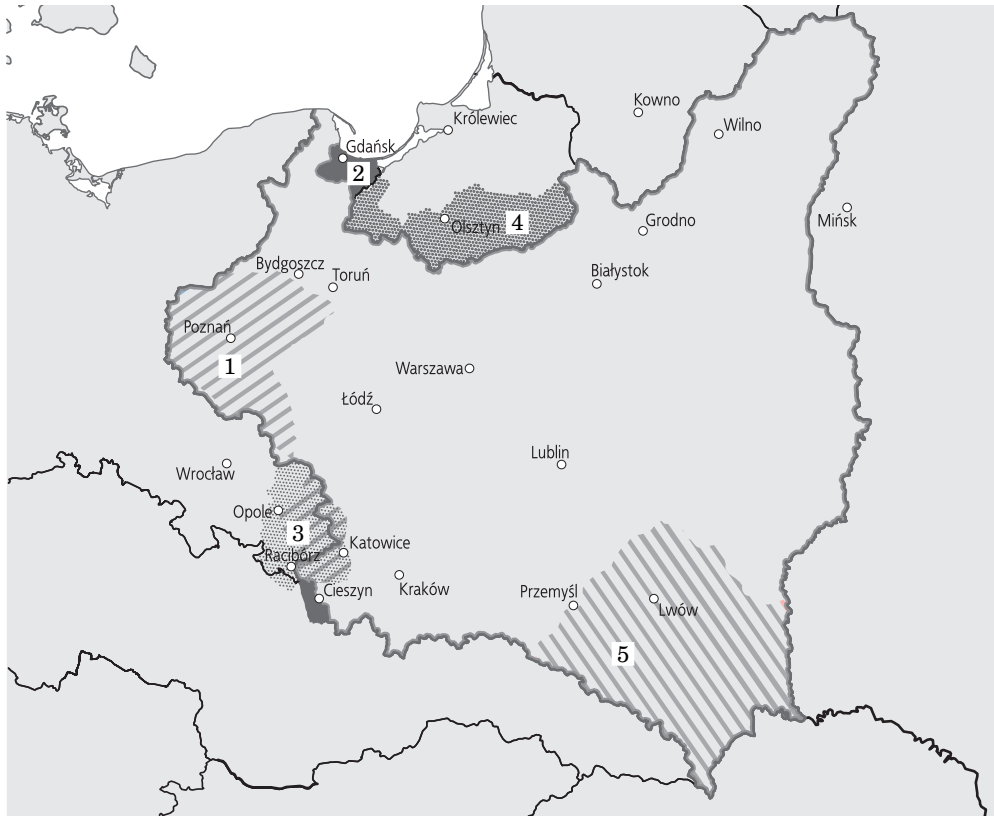 Kowno
Królewiec
Wilno
Gdańsk
2
Mińsk
Grodno
4
Olsztyn
Bydgoszcz
Toruń
Białystok
Poznań
1
Warszawa
Łódź
Lublin
Wrocław
Opole
3
Katowice
Racibórz
Kraków
Cieszyn
Przemyśl
Lwów
5